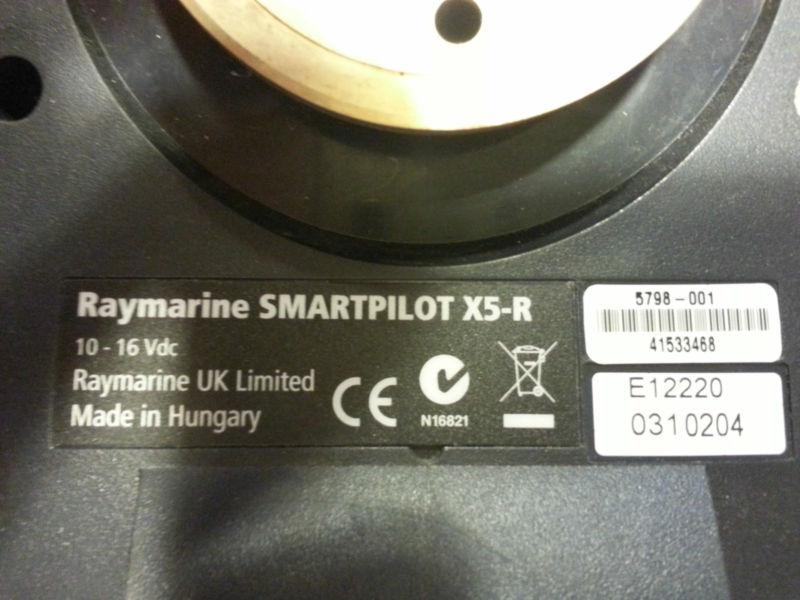 Raymarine SMARTPILOT X5-R
10 - 16 Vdc
Raymarine UK Limited
Made in Hungary
CE
N16821
5798-001
41533468
E12220
0310204